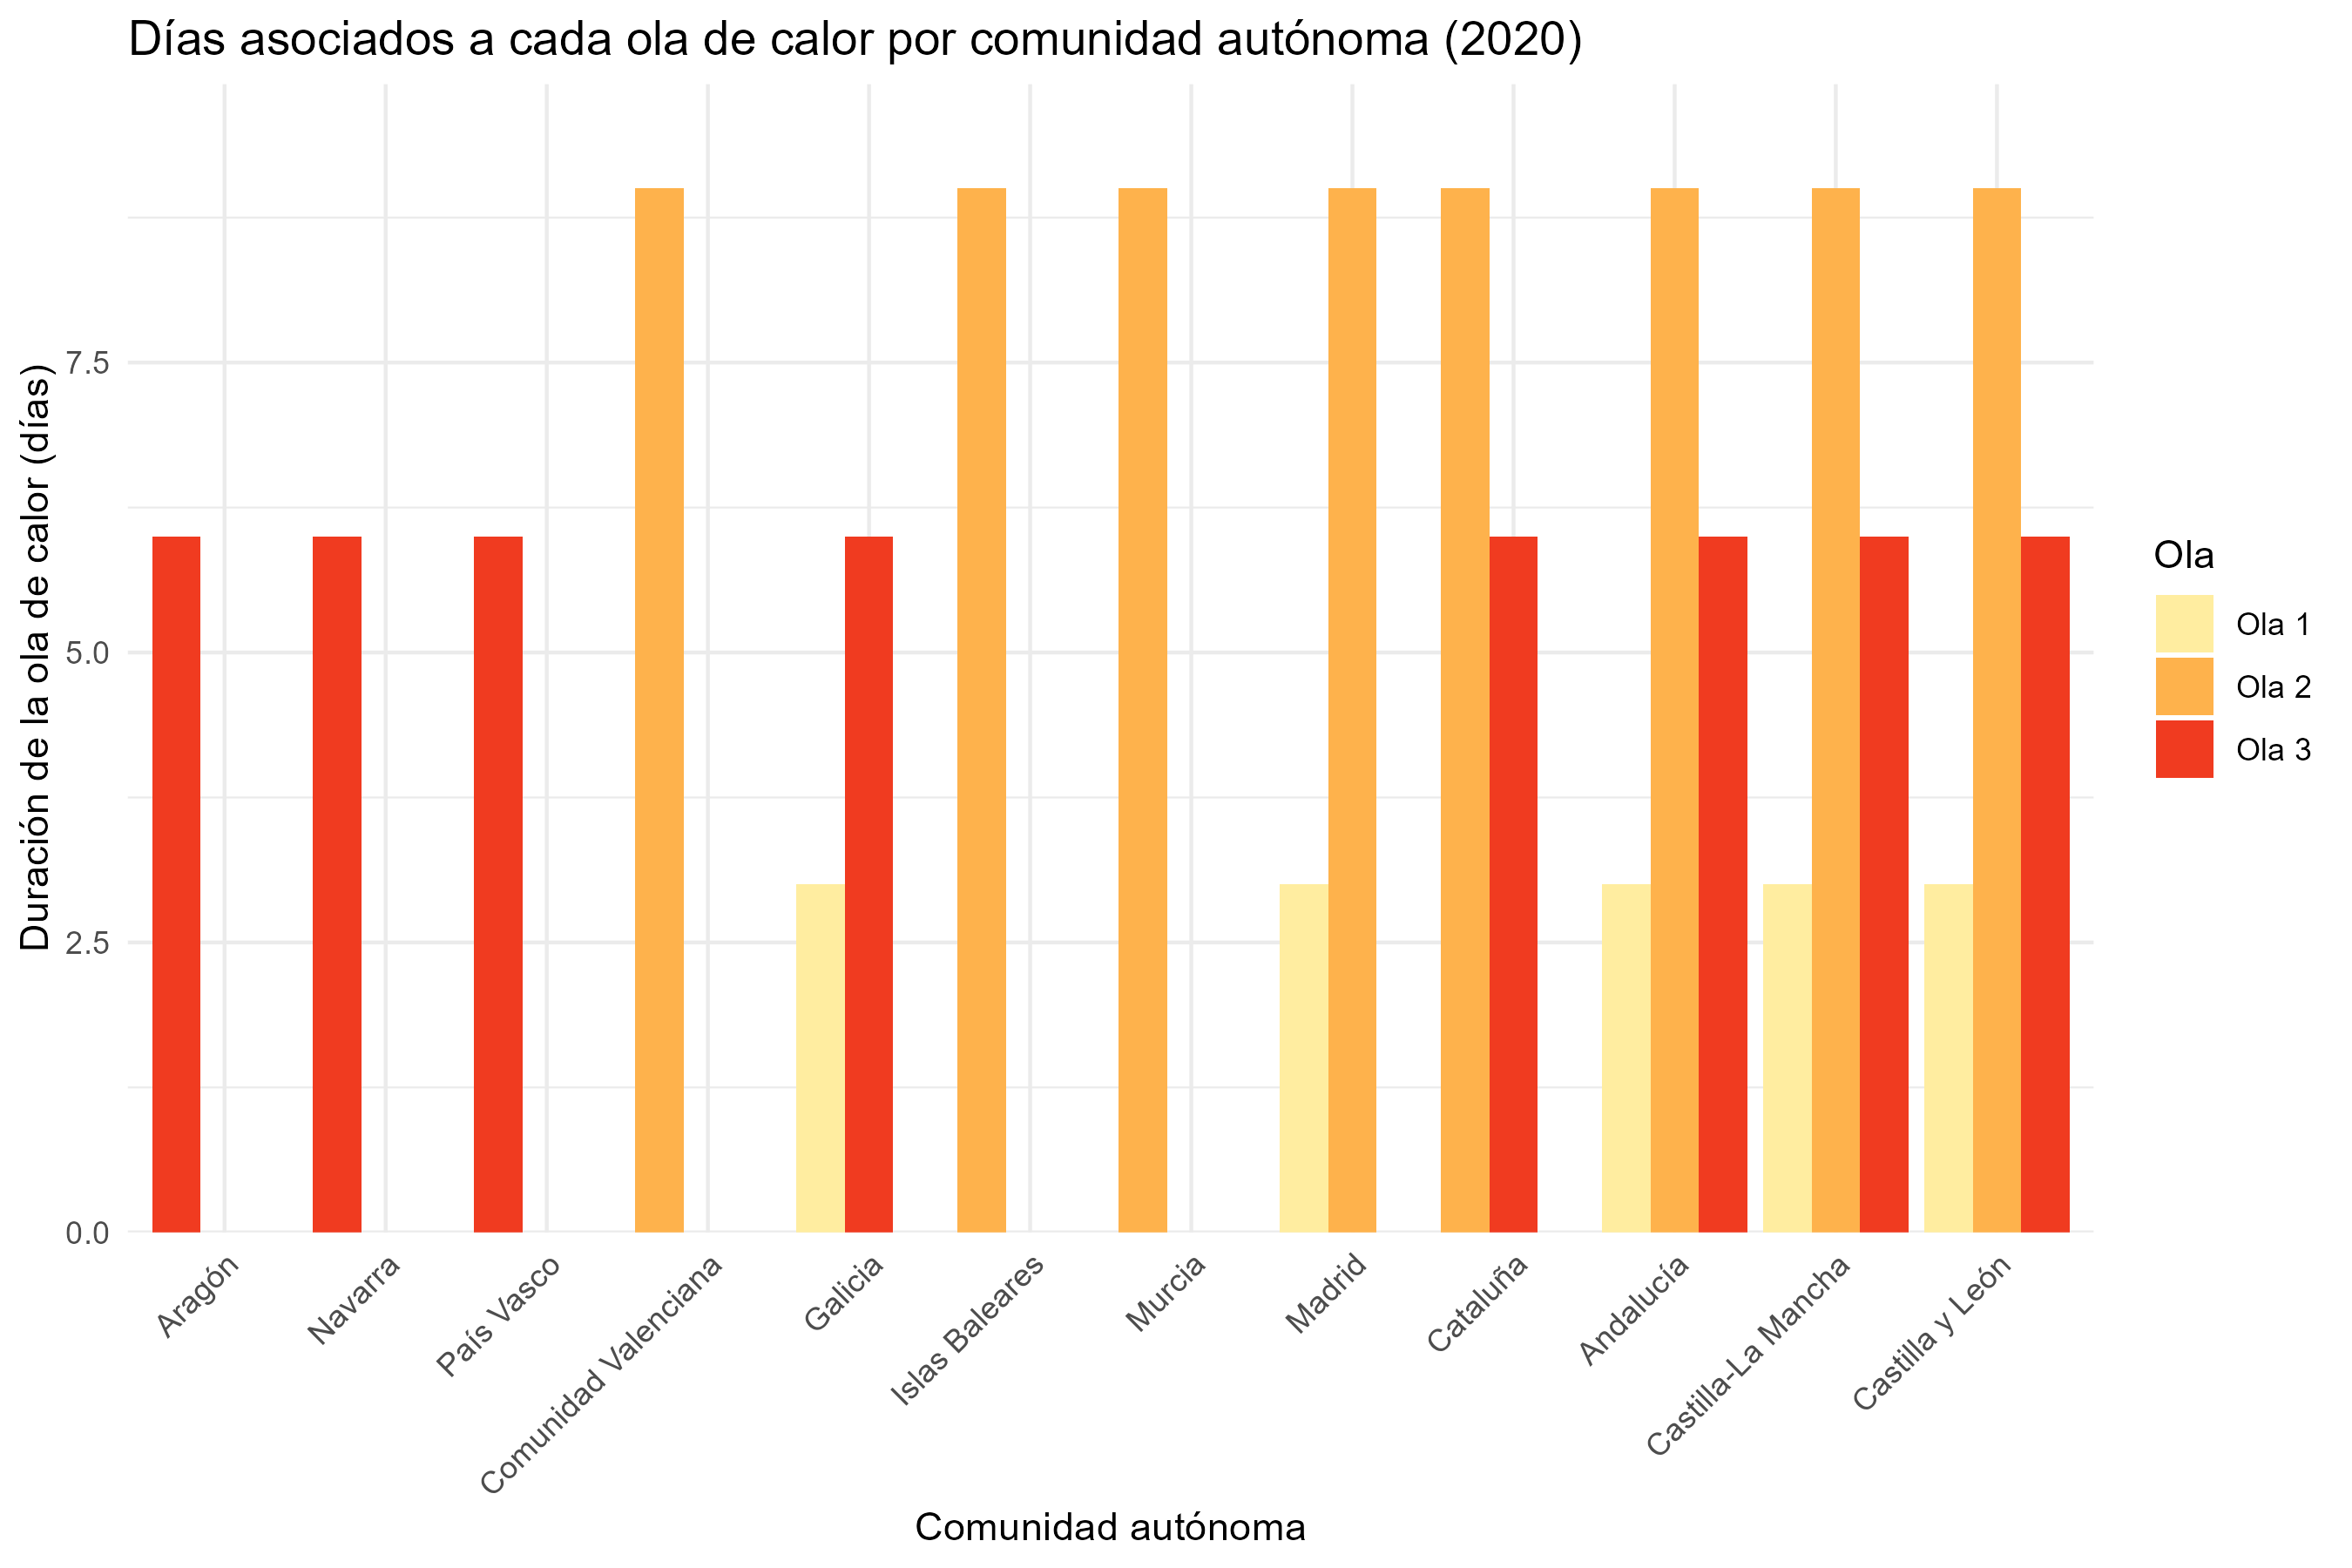 Días asociados a cada ola de calor por comunidad autónoma (2020)
Duración de la ola de calor (días)
7.5
5.0
2.5
0.0
Aragón
Navarra
País Vasco
Comunidad Valenciana
Galicia
Islas Baleares
Murcia
Madrid
Cataluña
Andalucía
Castilla-La Mancha
Castilla y León
Comunidad autónoma
Ola
Ola 1
Ola 2
Ola 3